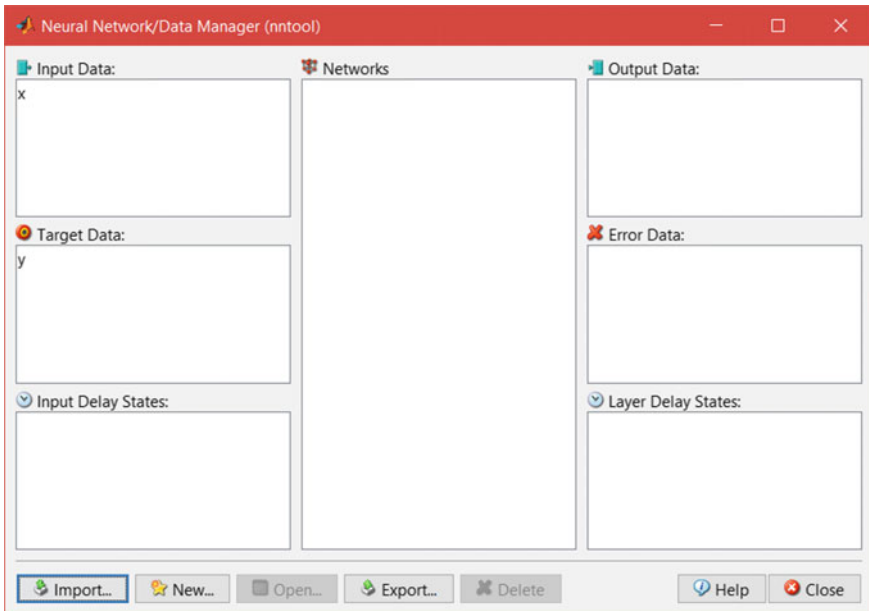 Neural Network/Data Manager (nntool)
Input Data:
x
Networks
Output Data:
Target Data:
y
Error Data:
Input Delay States:
Layer Delay States:
Import... New... Open... Export... Delete Help Close